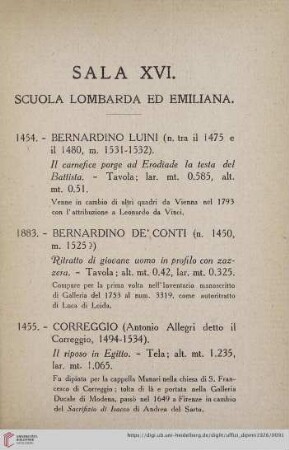 SALA XVI.
SCUOLA LOMBARDA ED EMILIANA.
1454. - BERNARDINO LUINI (n. tra il 1475 e
il 1480, m. 1531-1532).
Il carnefice porge ad Erodiade la testa del
Battista. - Tavola; lar. mt. 0.585, alt.
mt. 0.51.
Venne in cambio di altri quadri da Vienna nel 1793
con l'attribuzione a Leonardo da Vinci.
1883. - BERNARDINO DE' CONTI (n. 1450,
m. 1525?)
Ritratto di giovane uomo in profilo con zaz-
zera. - Tavola; alt. mt. 0.42, lar. mt. 0.325.
Compare per la prima volta nell'inventario manoscritto
di Galleria del 1753 al num. 3319, come autoritratto
di Luca di Leida.
1455. - CORREGGIO (Antonio Allegri detto il
Correggio, 1494-1534).
Il riposo in Egitto. - Tela; alt. mt. 1.235,
lar. mt. 1.065.
Fu dipinta per la cappella Munari nella chiesa di S. Fran-
cesco di Correggio; tolta di là e portata nella Galleria
Ducale di Modena, passò nel 1649 a Firenze in cambio
del Sacrifizio di Isacco di Andrea del Sarto.